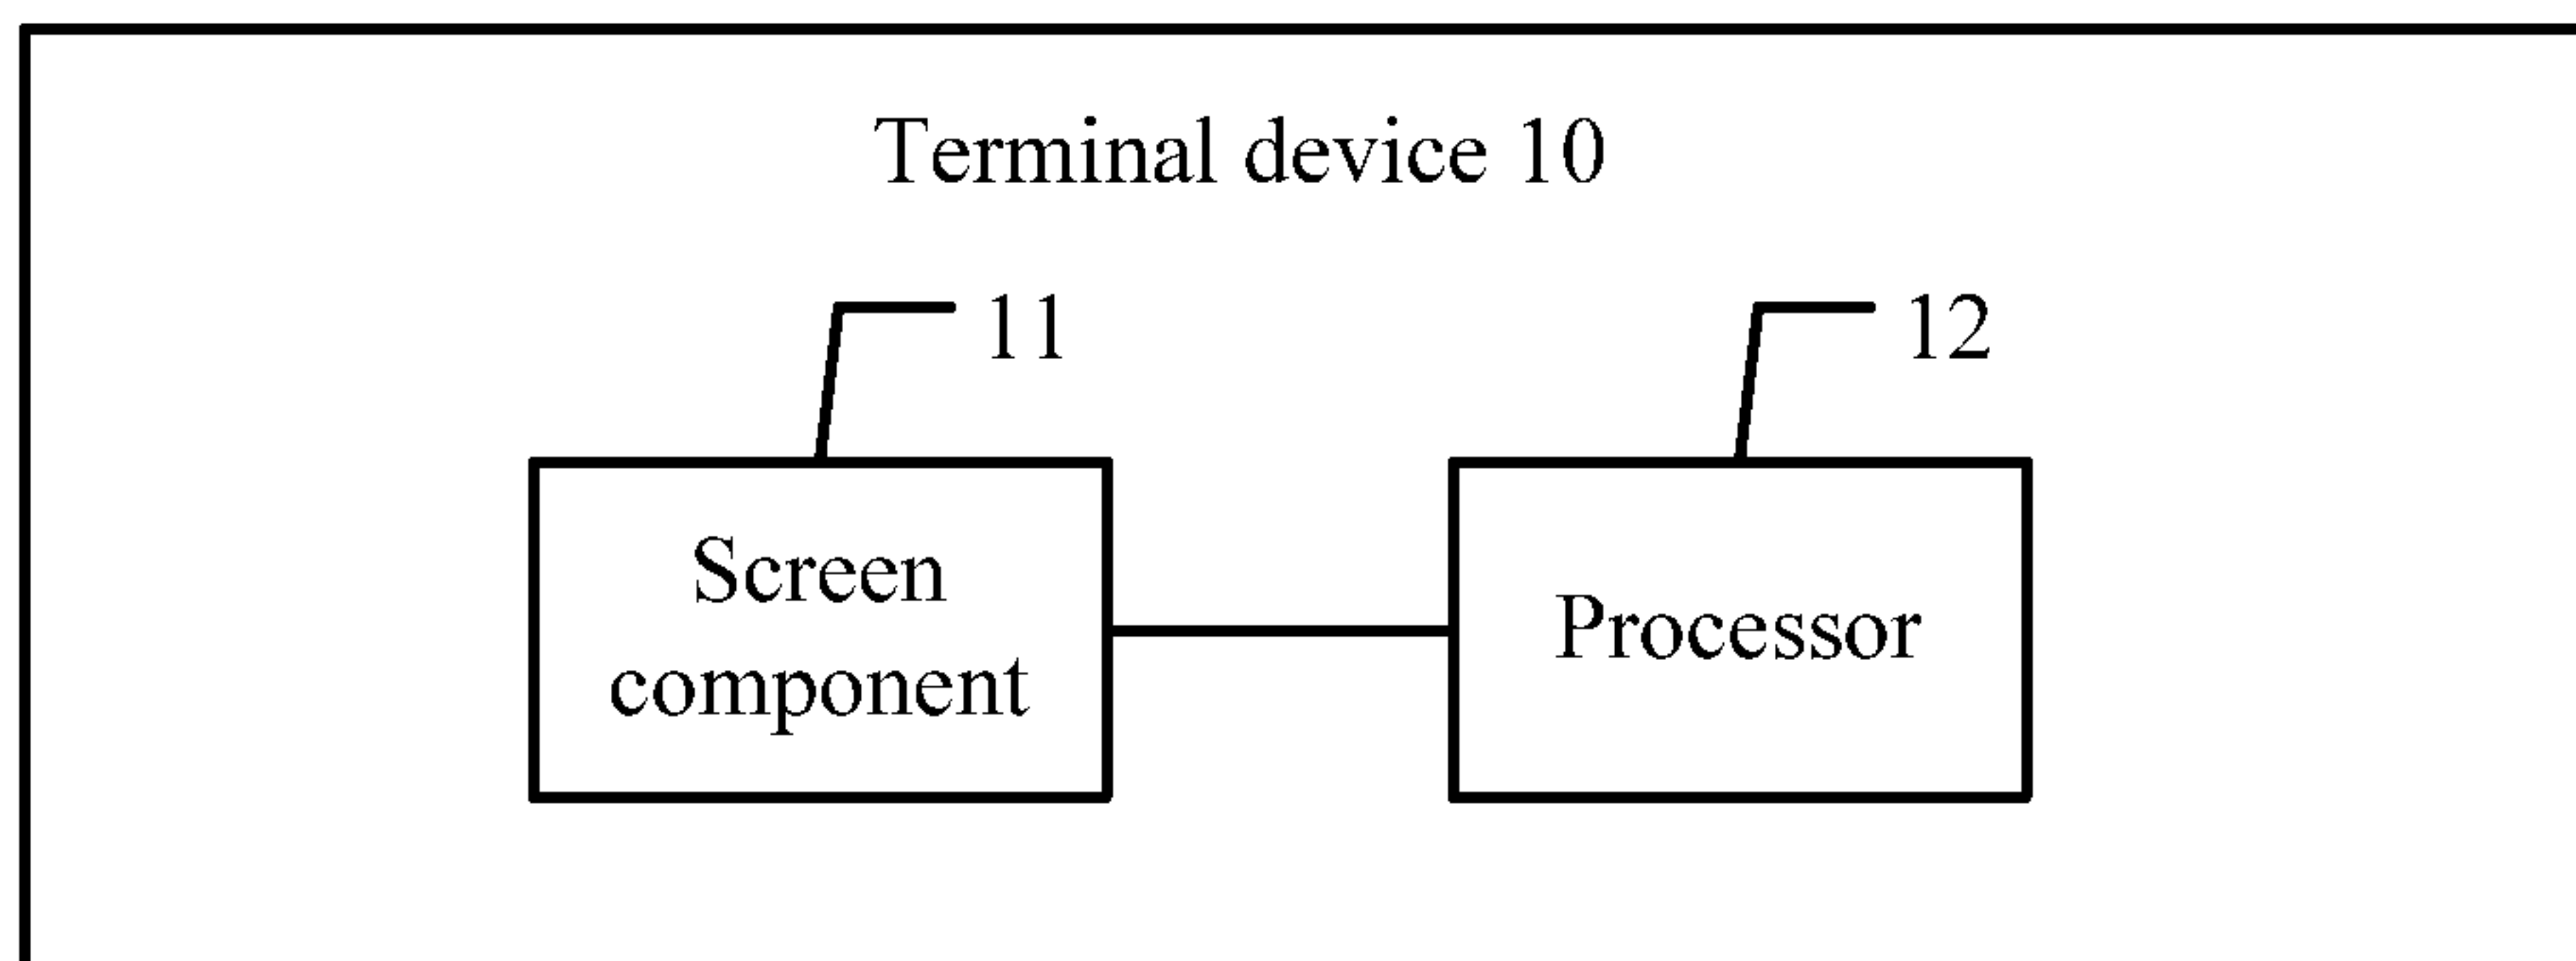 Terminal device 10
11
12
Screen
component
Processor